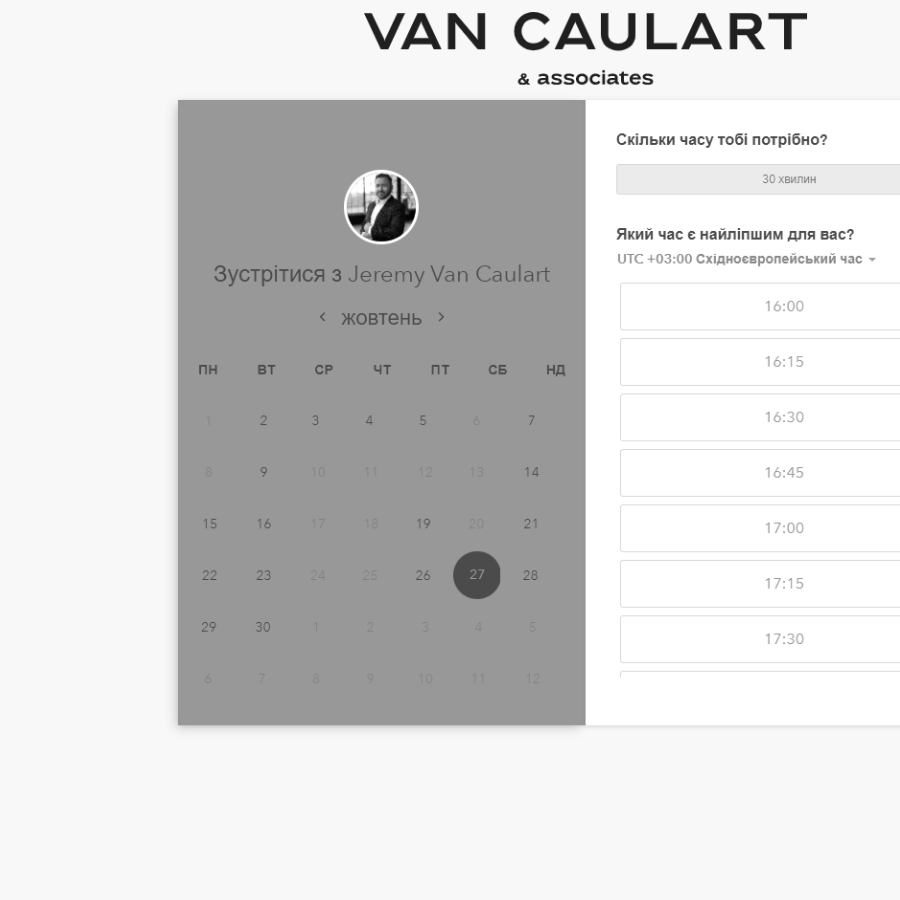 VAN CAULART
& associates
Зустрітися з Jeremy Van Caulart
жовтень
ПН ВТ СР ЧТ ПТ СБ НД
1 2 3 4 5 6 7
8 9 10 11 12 13 14
15 16 17 18 19 20 21
22 23 24 25 26 27 28
29 30 1 2 3 4 5
6 7 8 9 10 11 12
Скільки часу тобі потрібно?
30 хвилин
Який час є найліпшим для вас?
UTC +03:00 Східноєвропейський час
16:00
16:15
16:30
16:45
17:00
17:15
17:30